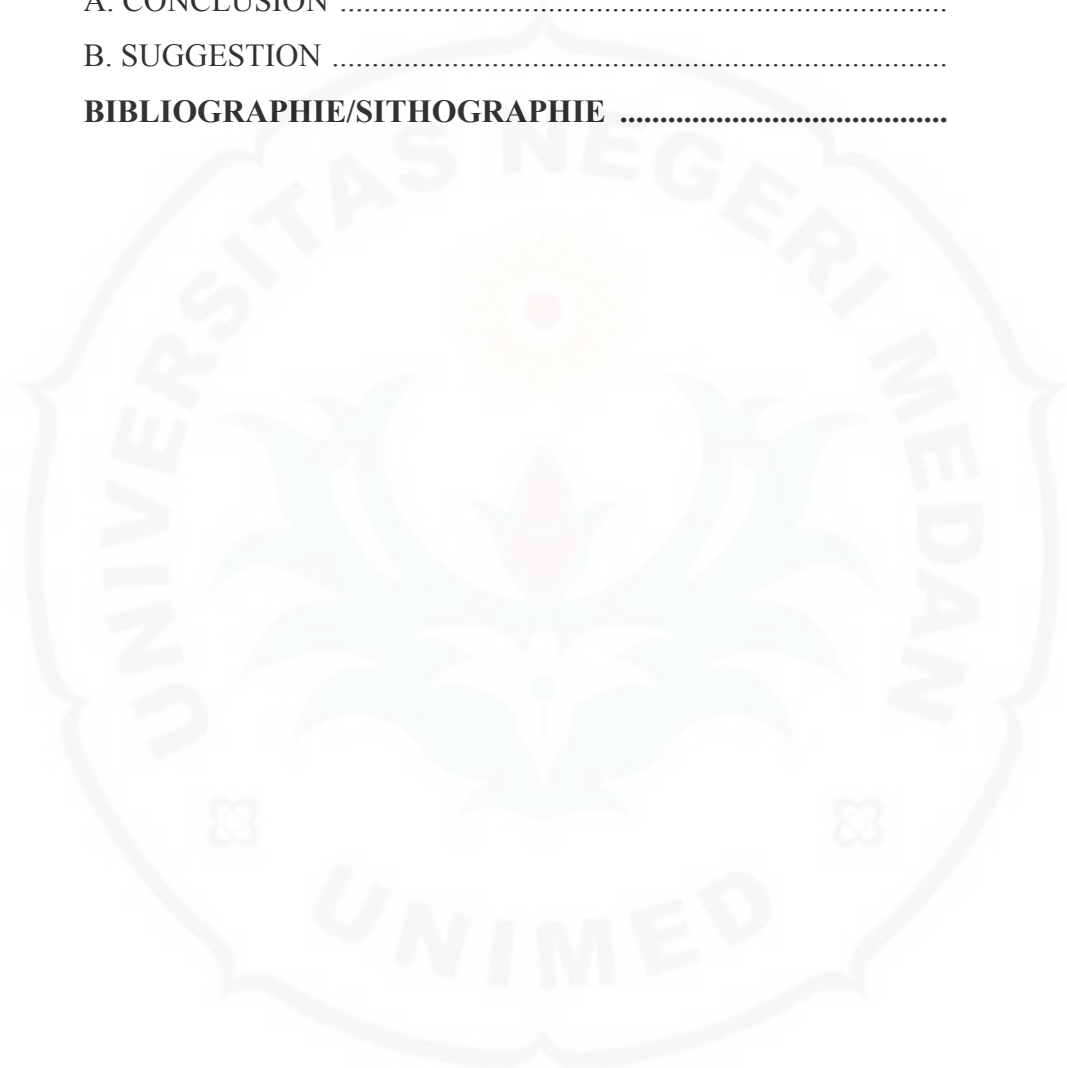 A. CONCLUSION ........................................................................
B. SUGGESTION ........................................................................
BIBLIOGRAPHIE/SITHOGRAPHIE ........................................
UNIVERSITAS NEGERI MEDAN
UNIMED